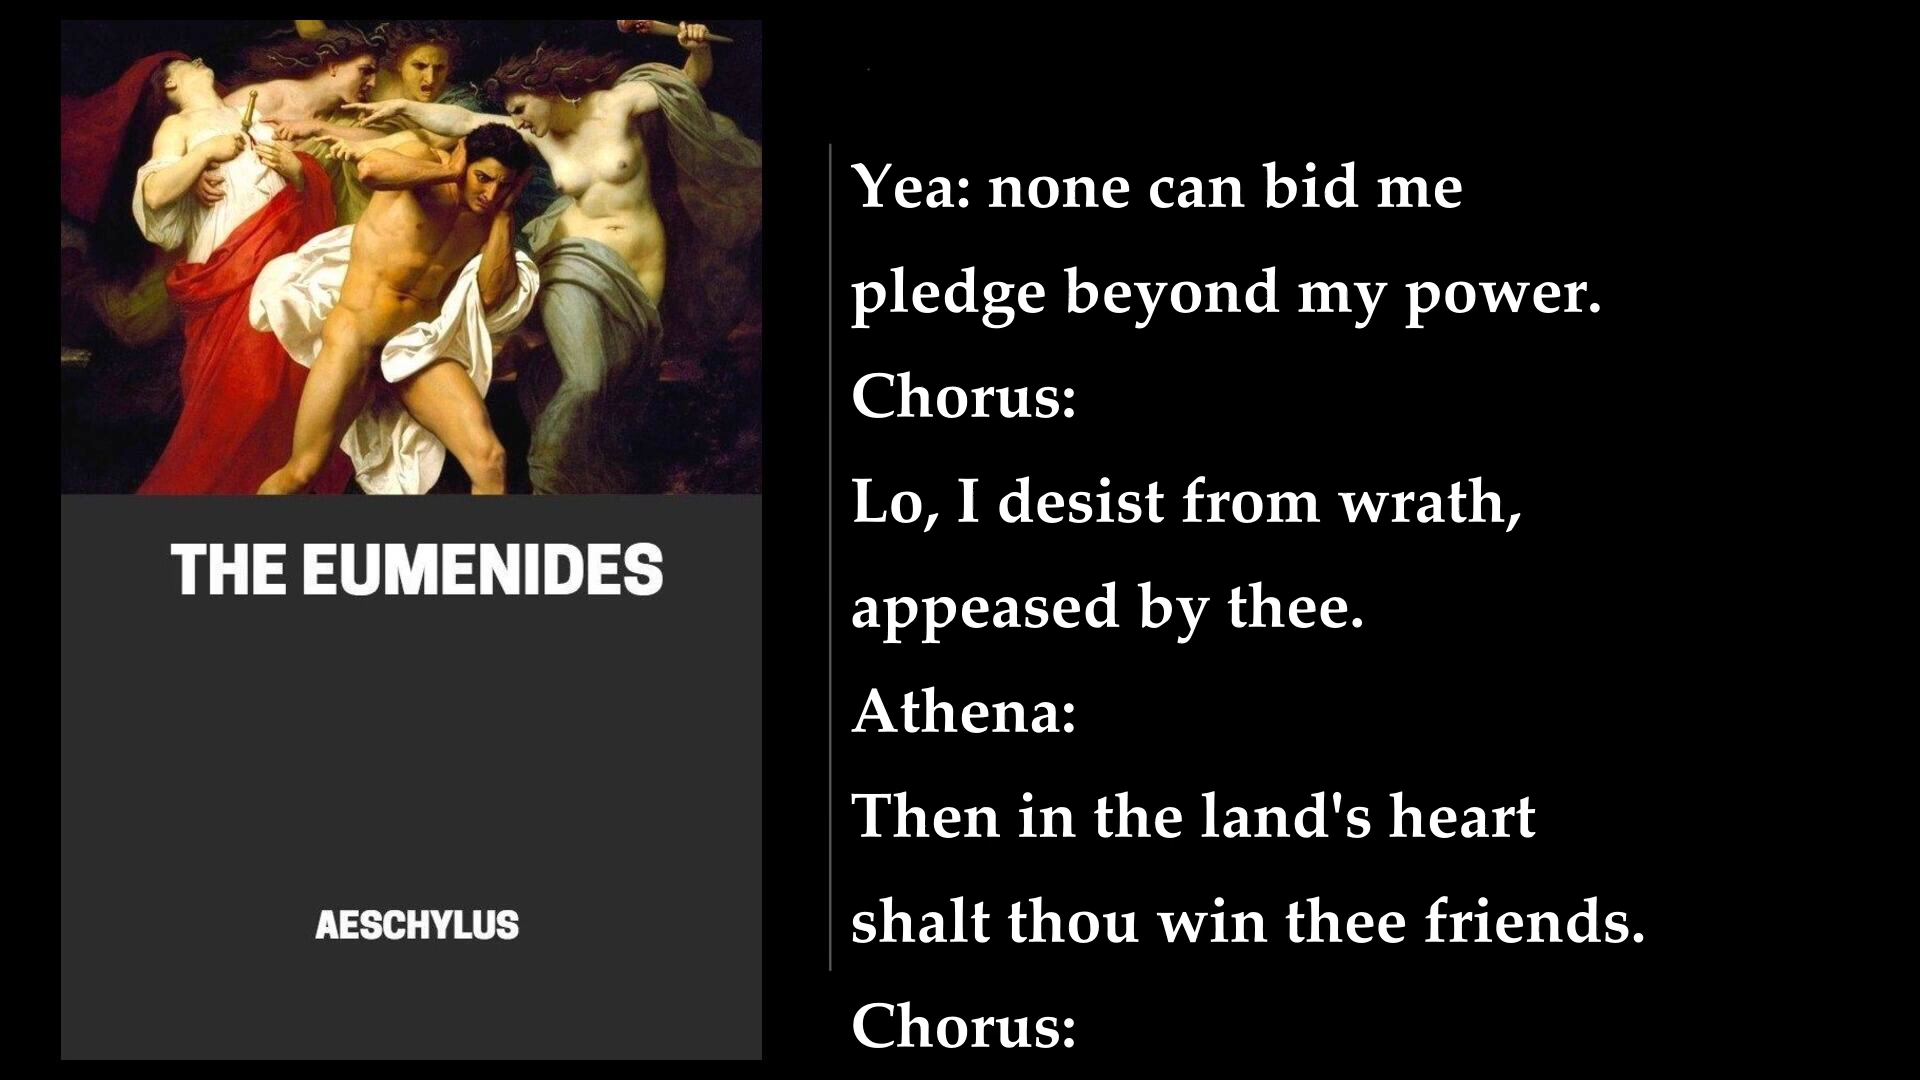 THE EUMENIDES
AESCHYLUS
Yea: none can bid me
pledge beyond my power.
Chorus:
Lo, I desist from wrath,
appeased by thee.
Athena:
Then in the land's heart
shalt thou win thee friends.
Chorus: